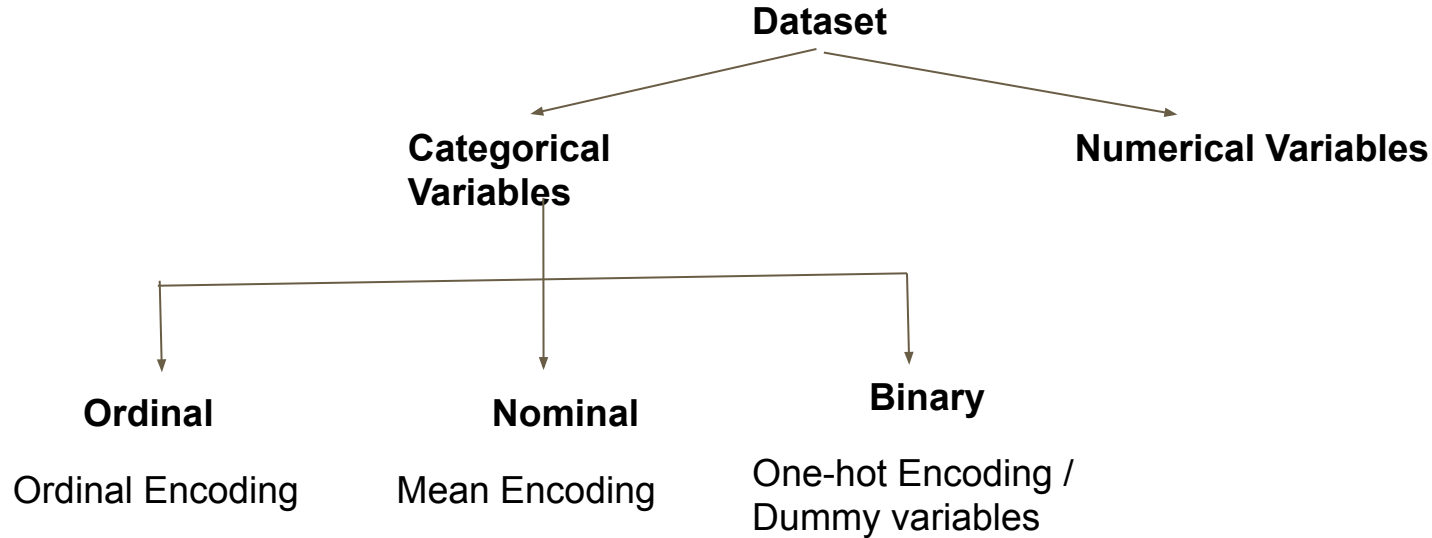 Dataset
Categorical
Variables
Numerical Variables
Ordinal
Nominal
Binary
Ordinal Encoding
Mean Encoding
One-hot Encoding /
Dummy variables